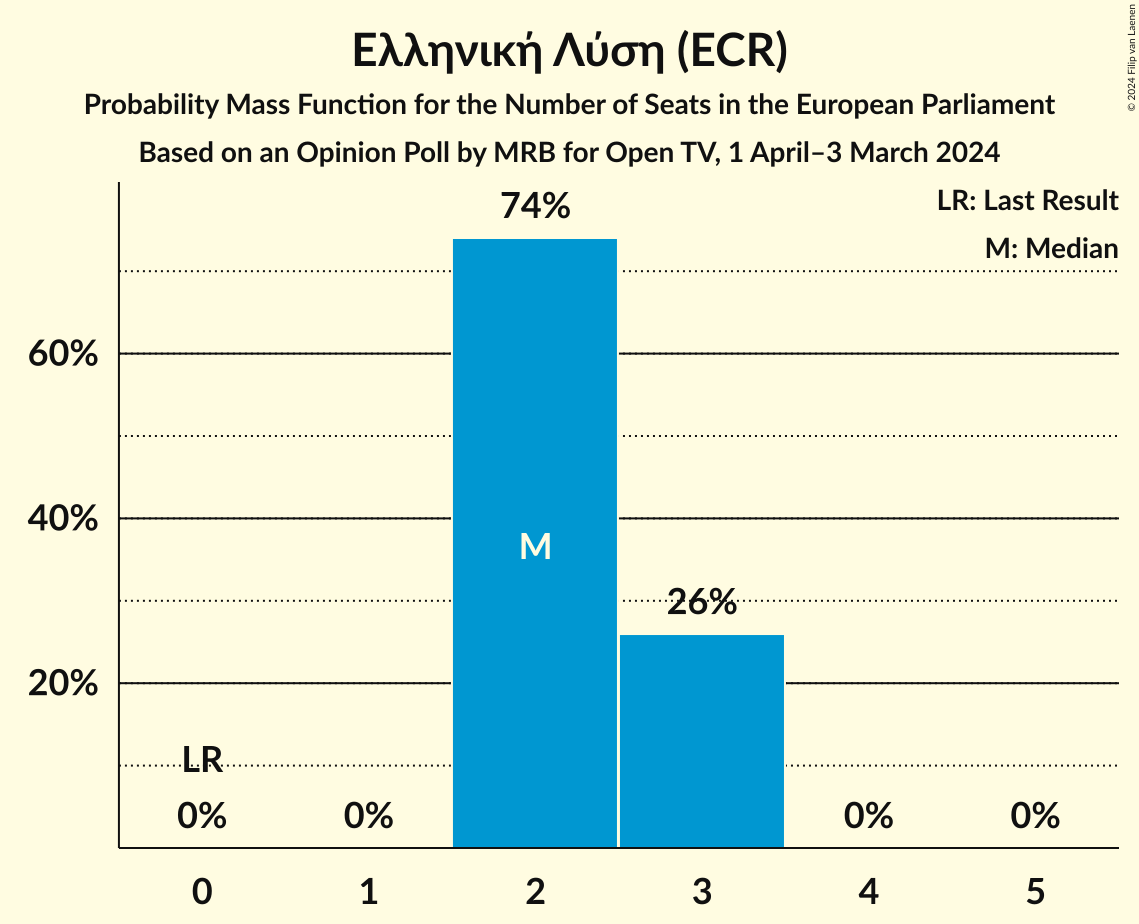 Ελληνική Λύση (ECR)
Probability Mass Function for the Number of Seats in the European Parliament
Based on an Opinion Poll by MRB for Open TV, 1 April–3 March 2024
© 2024 Filip van Laenen
LR: Last Result
M: Median
74%
60%
40%
M
26%
20%
LR
0%
0%
0%
0%
0
1
2
3
4
5